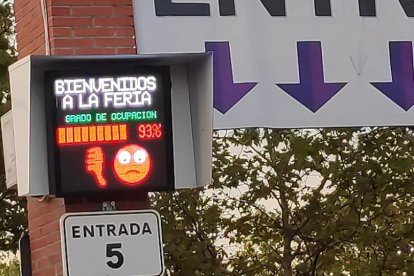 BIENVENIDOS
A LA FERIA
GRADO DE OCUPACION
93%
ENTRADA
5